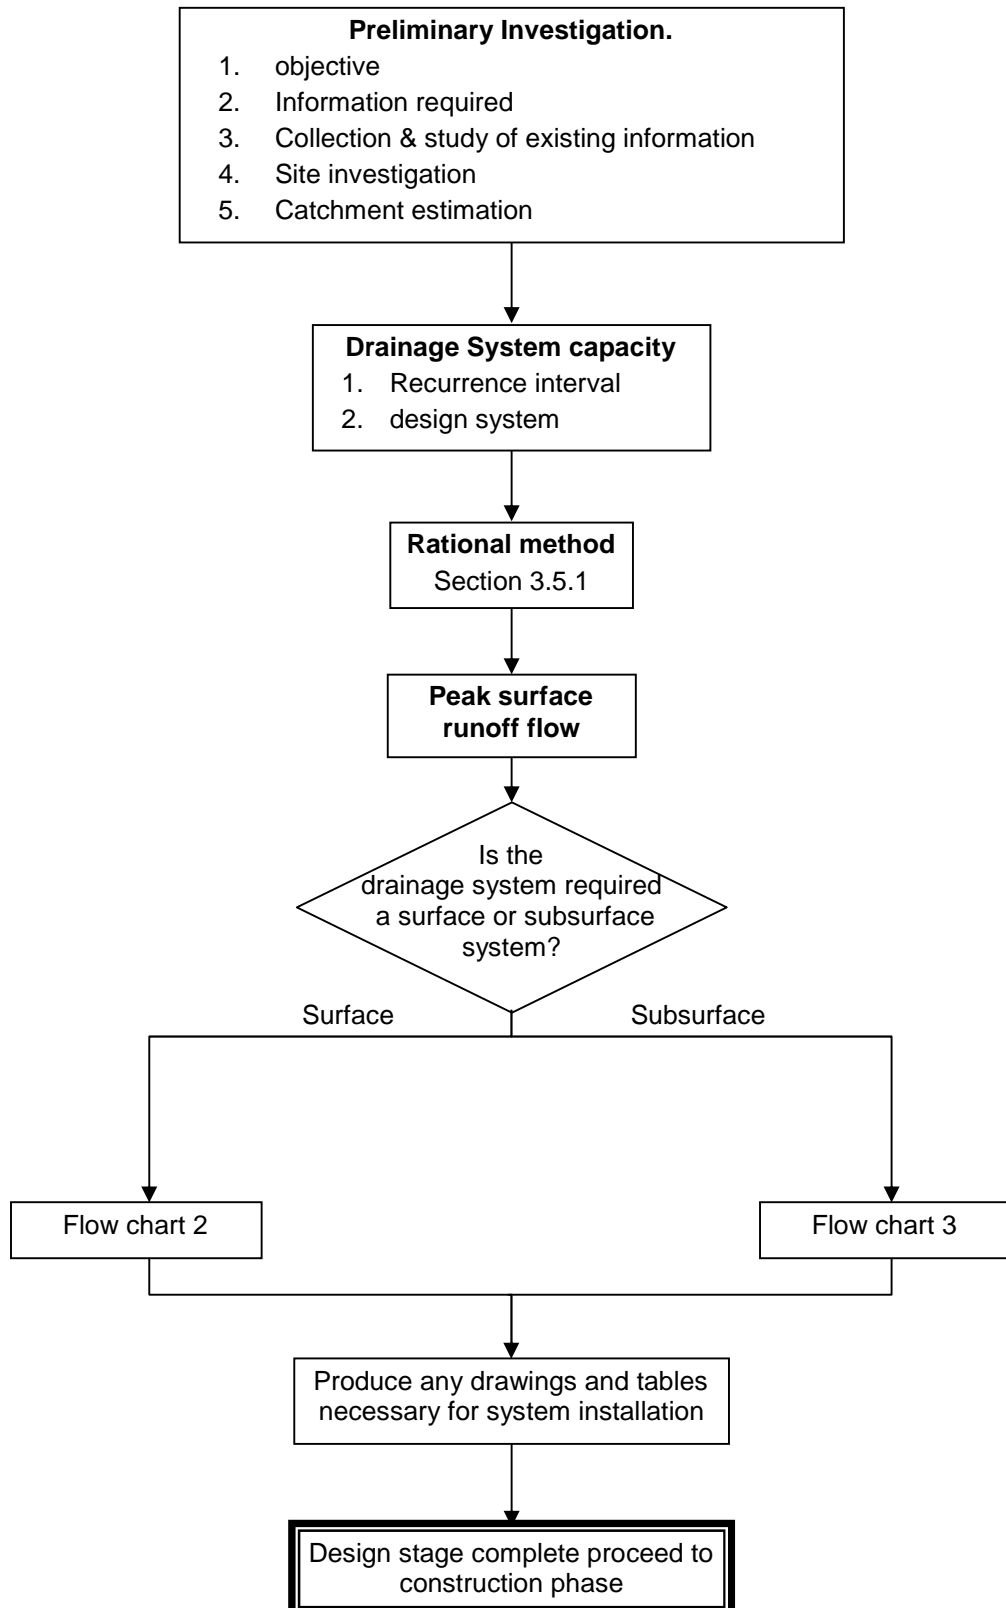 Preliminary Investigation.
1. objective
2. Information required
3. Collection & study of existing information
4. Site investigation
5. Catchment estimation
Drainage System capacity
1. Recurrence interval
2. design system
Rational method
Section 3.5.1
Peak surface
runoff flow
Is the
drainage system required
a surface or subsurface
system?
Surface
Subsurface
Flow chart 2
Flow chart 3
Produce any drawings and tables
necessary for system installation
Design stage complete proceed to
construction phase